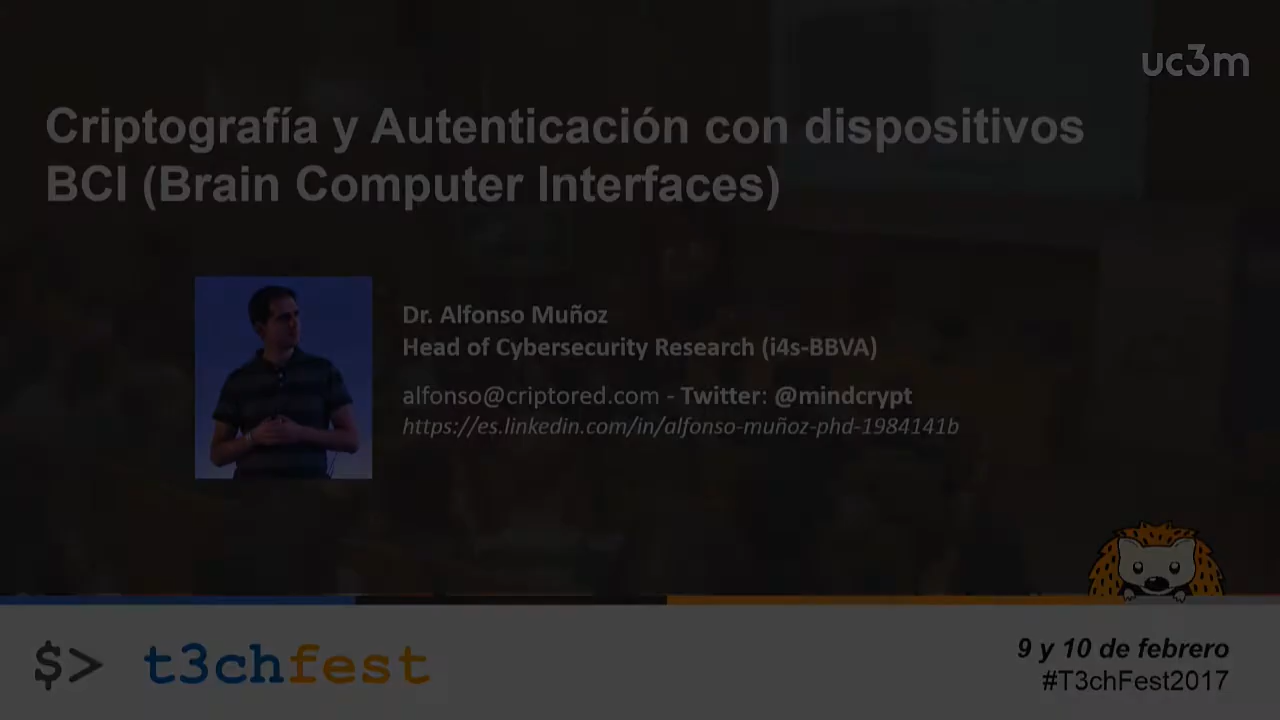 uc3m
Criptografía y Autenticación con dispositivos
BCI (Brain Computer Interfaces)
Dr. Alfonso Muñoz
Head of Cybersecurity Research (i4s-BBVA)
alfonso@criptored.com - Twitter: @mindcrypt
https://es.linkedin.com/in/alfonso-muñoz-phd-1984141b
$> t3chfest
9 y 10 de febrero
#T3chFest2017